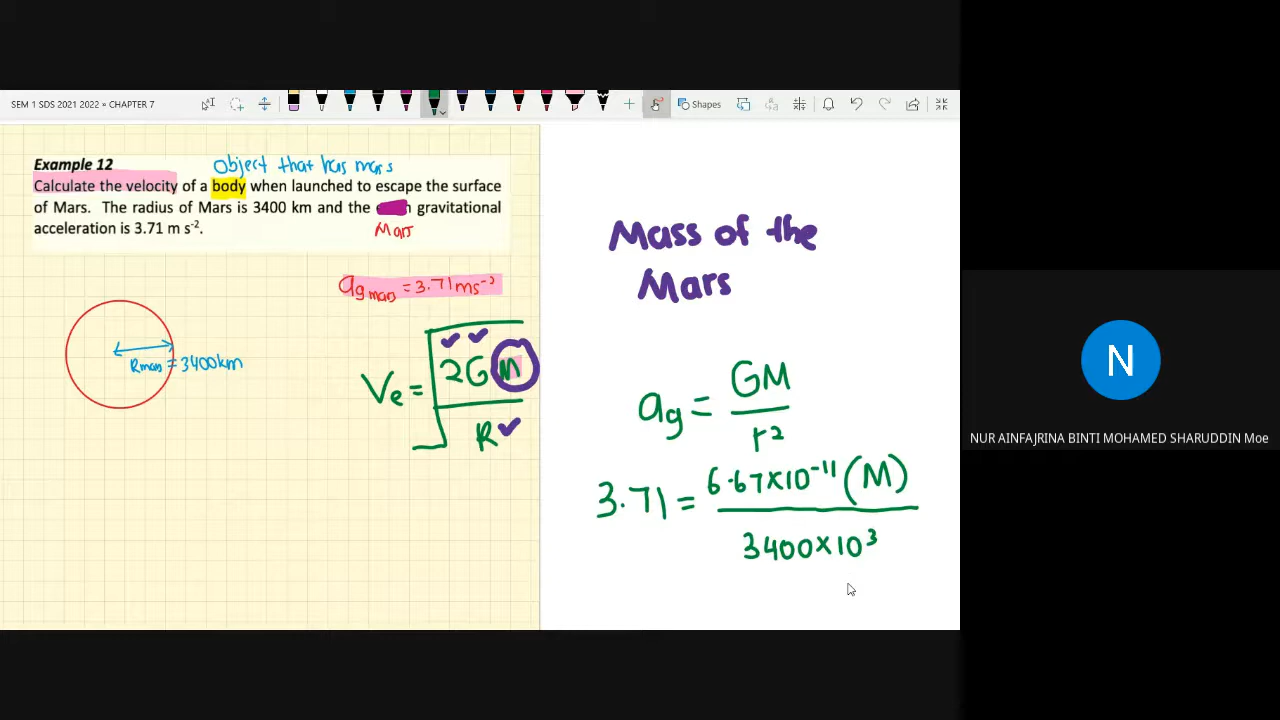 SEM 1 SDS 2021 2022 » CHAPTER 7
Shapes
Example 12
object that has mars
Calculate the velocity of a body when launched to escape the surface
of Mars. The radius of Mars is 3400 km and the gravitational
acceleration is 3.71 m s⁻².
Mars
ag mars = 3.71 ms⁻²
Rmars = 3400km
Ve = √(2GM/R)
Mass of the
Mars
ag = GM/r²
3.71 = 6.67×10⁻¹¹ (M)
3400×10³
N
NUR AINFAJRINA BINTI MOHAMED SHARUDDIN Moe